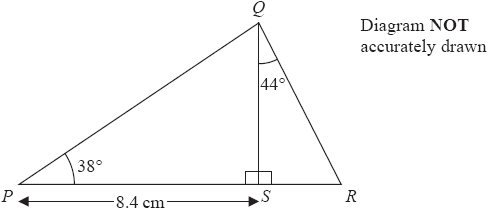 Q
Diagram NOT
accurately drawn
44°
38°
P
8.4 cm
S
R